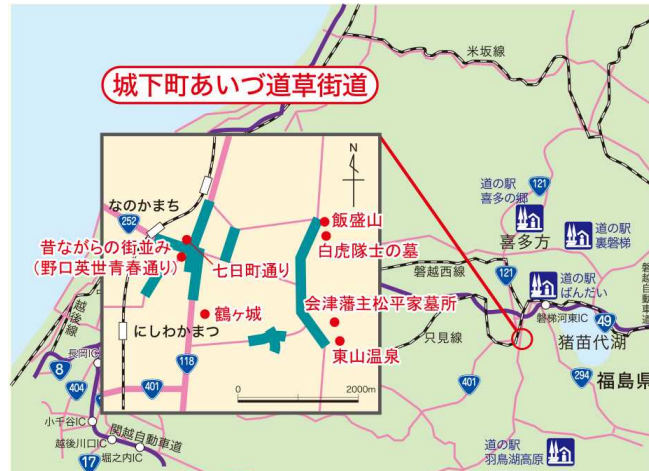 城下町あいづ道草街道
米坂線
N
なのかまち
252
飯盛山
白虎隊士の墓
昔ながらの街並み
(野口英世青春通り)
七日町通り
鶴ヶ城
会津藩主松平家墓所
にしわかまつ
東山温泉
118
401
0
2000m
121
道の駅
喜多の郷
喜多方
道の駅
裏磐梯
磐越西線
121
道の駅
ばんだい
磐越自動車道
磐梯河東IC
49
猪苗代湖
只見線
401
294
福島県
道の駅
羽鳥湖高原
越後線
長岡IC
8
404
小千谷IC
越後川口IC
関越自動車道
堀之内IC
17